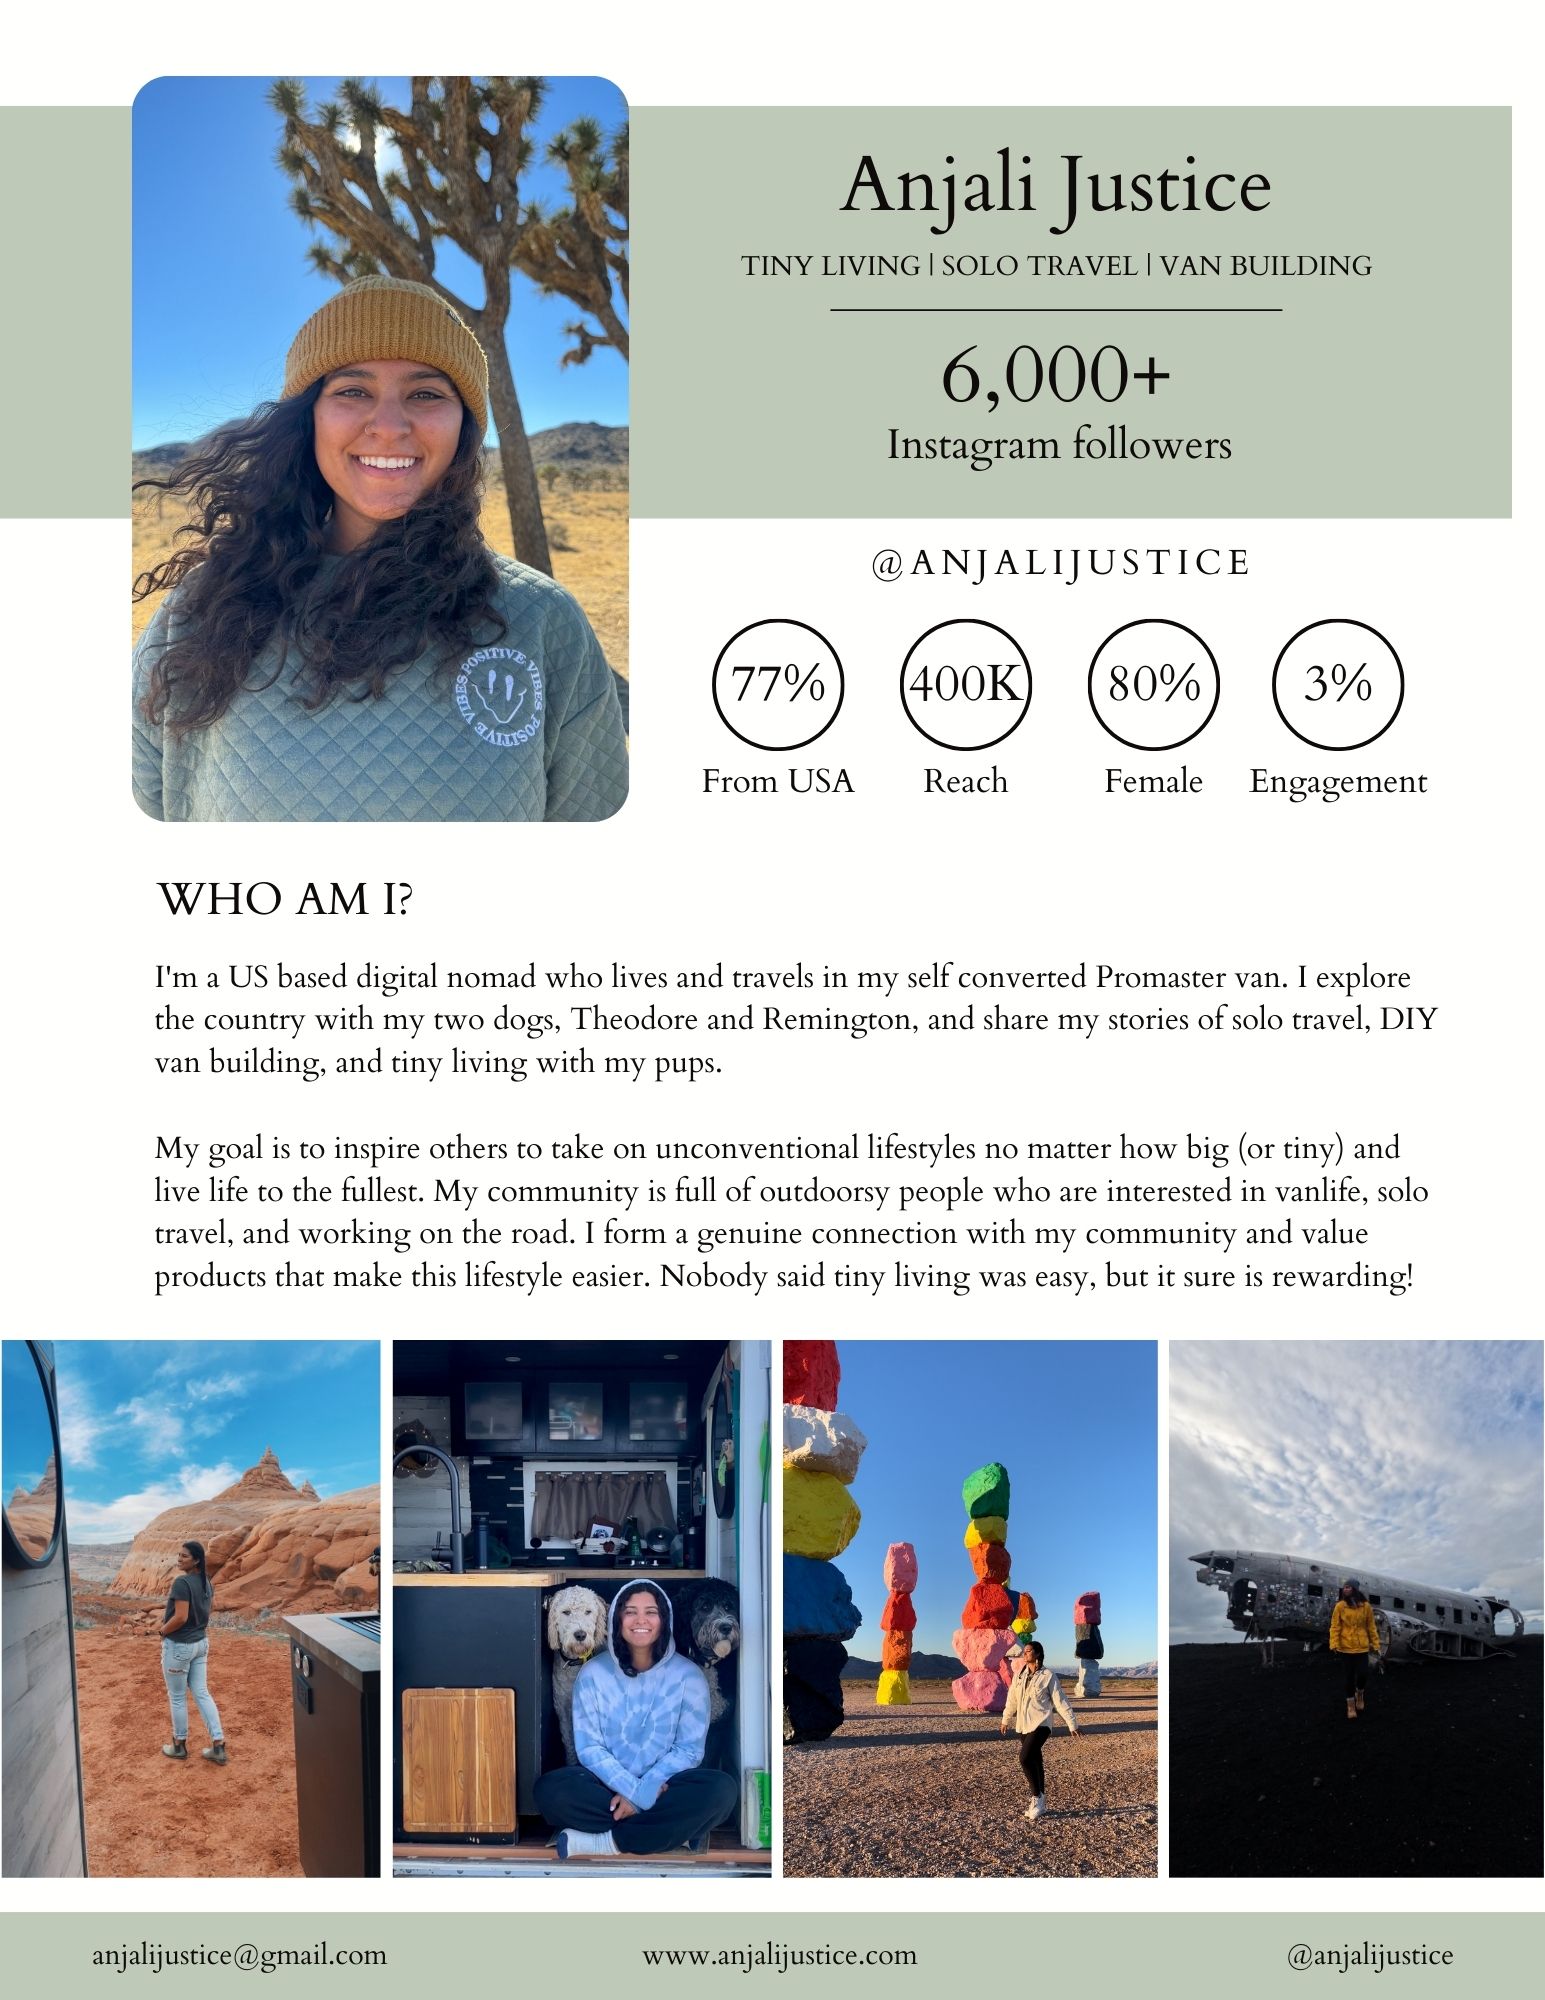 Anjali Justice
TINY LIVING | SOLO TRAVEL | VAN BUILDING
6,000+
Instagram followers
@ANJALIJUSTICE
77%
From USA
400K
Reach
80%
Female
3%
Engagement
POSITIVE VIBES POSITIVE VIBES
WHO AM I?
I'm a US based digital nomad who lives and travels in my self converted Promaster van. I explore
the country with my two dogs, Theodore and Remington, and share my stories of solo travel, DIY
van building, and tiny living with my pups.
My goal is to inspire others to take on unconventional lifestyles no matter how big (or tiny) and
live life to the fullest. My community is full of outdoorsy people who are interested in vanlife, solo
travel, and working on the road. I form a genuine connection with my community and value
products that make this lifestyle easier. Nobody said tiny living was easy, but it sure is rewarding!
anjalijustice@gmail.com
www.anjalijustice.com
@anjalijustice